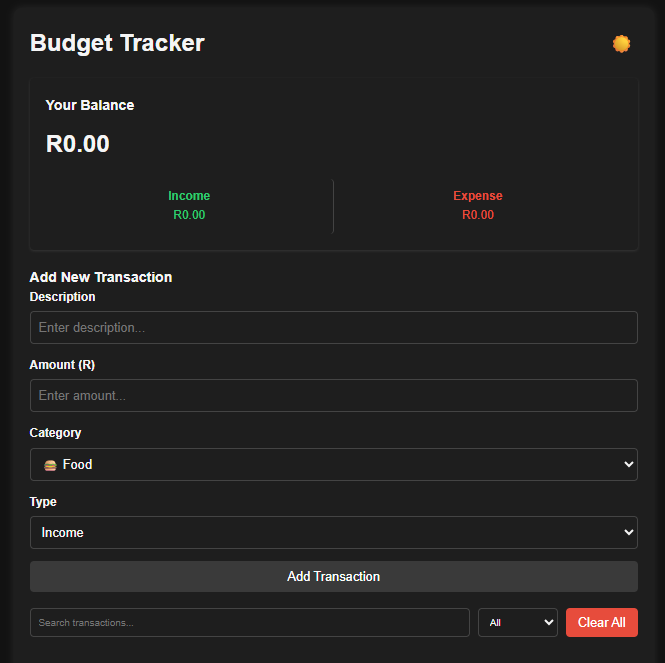 Budget Tracker
Your Balance
R0.00
Income
Expense
R0.00
R0.00
Add New Transaction
Description
Enter description...
Amount (R)
Enter amount...
Category
Food
Type
Income
Add Transaction
Search transactions...
All
Clear All